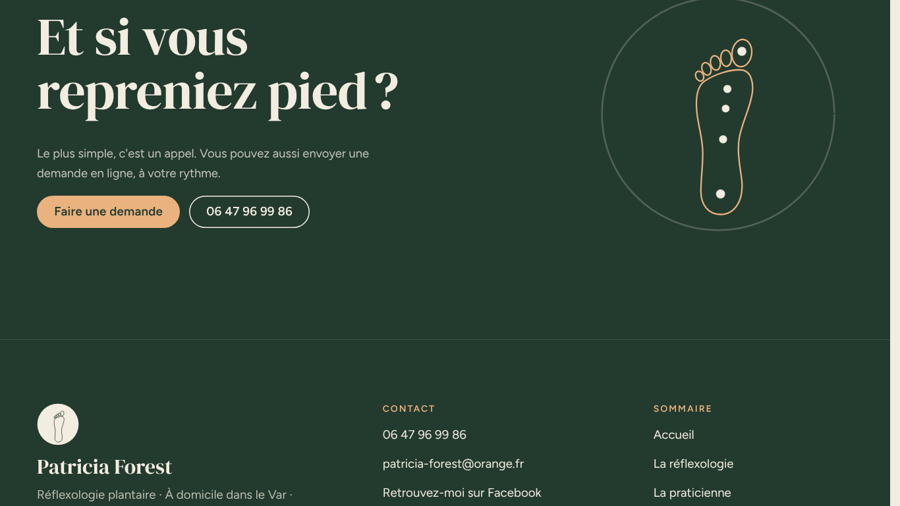 Et si vous
repreniez pied ?
Le plus simple, c'est un appel. Vous pouvez aussi envoyer une
demande en ligne, à votre rythme.
Faire une demande
06 47 96 99 86
Patricia Forest
Réflexologie plantaire · À domicile dans le Var ·
CONTACT
06 47 96 99 86
patricia-forest@orange.fr
Retrouvez-moi sur Facebook
SOMMAIRE
Accueil
La réflexologie
La praticienne